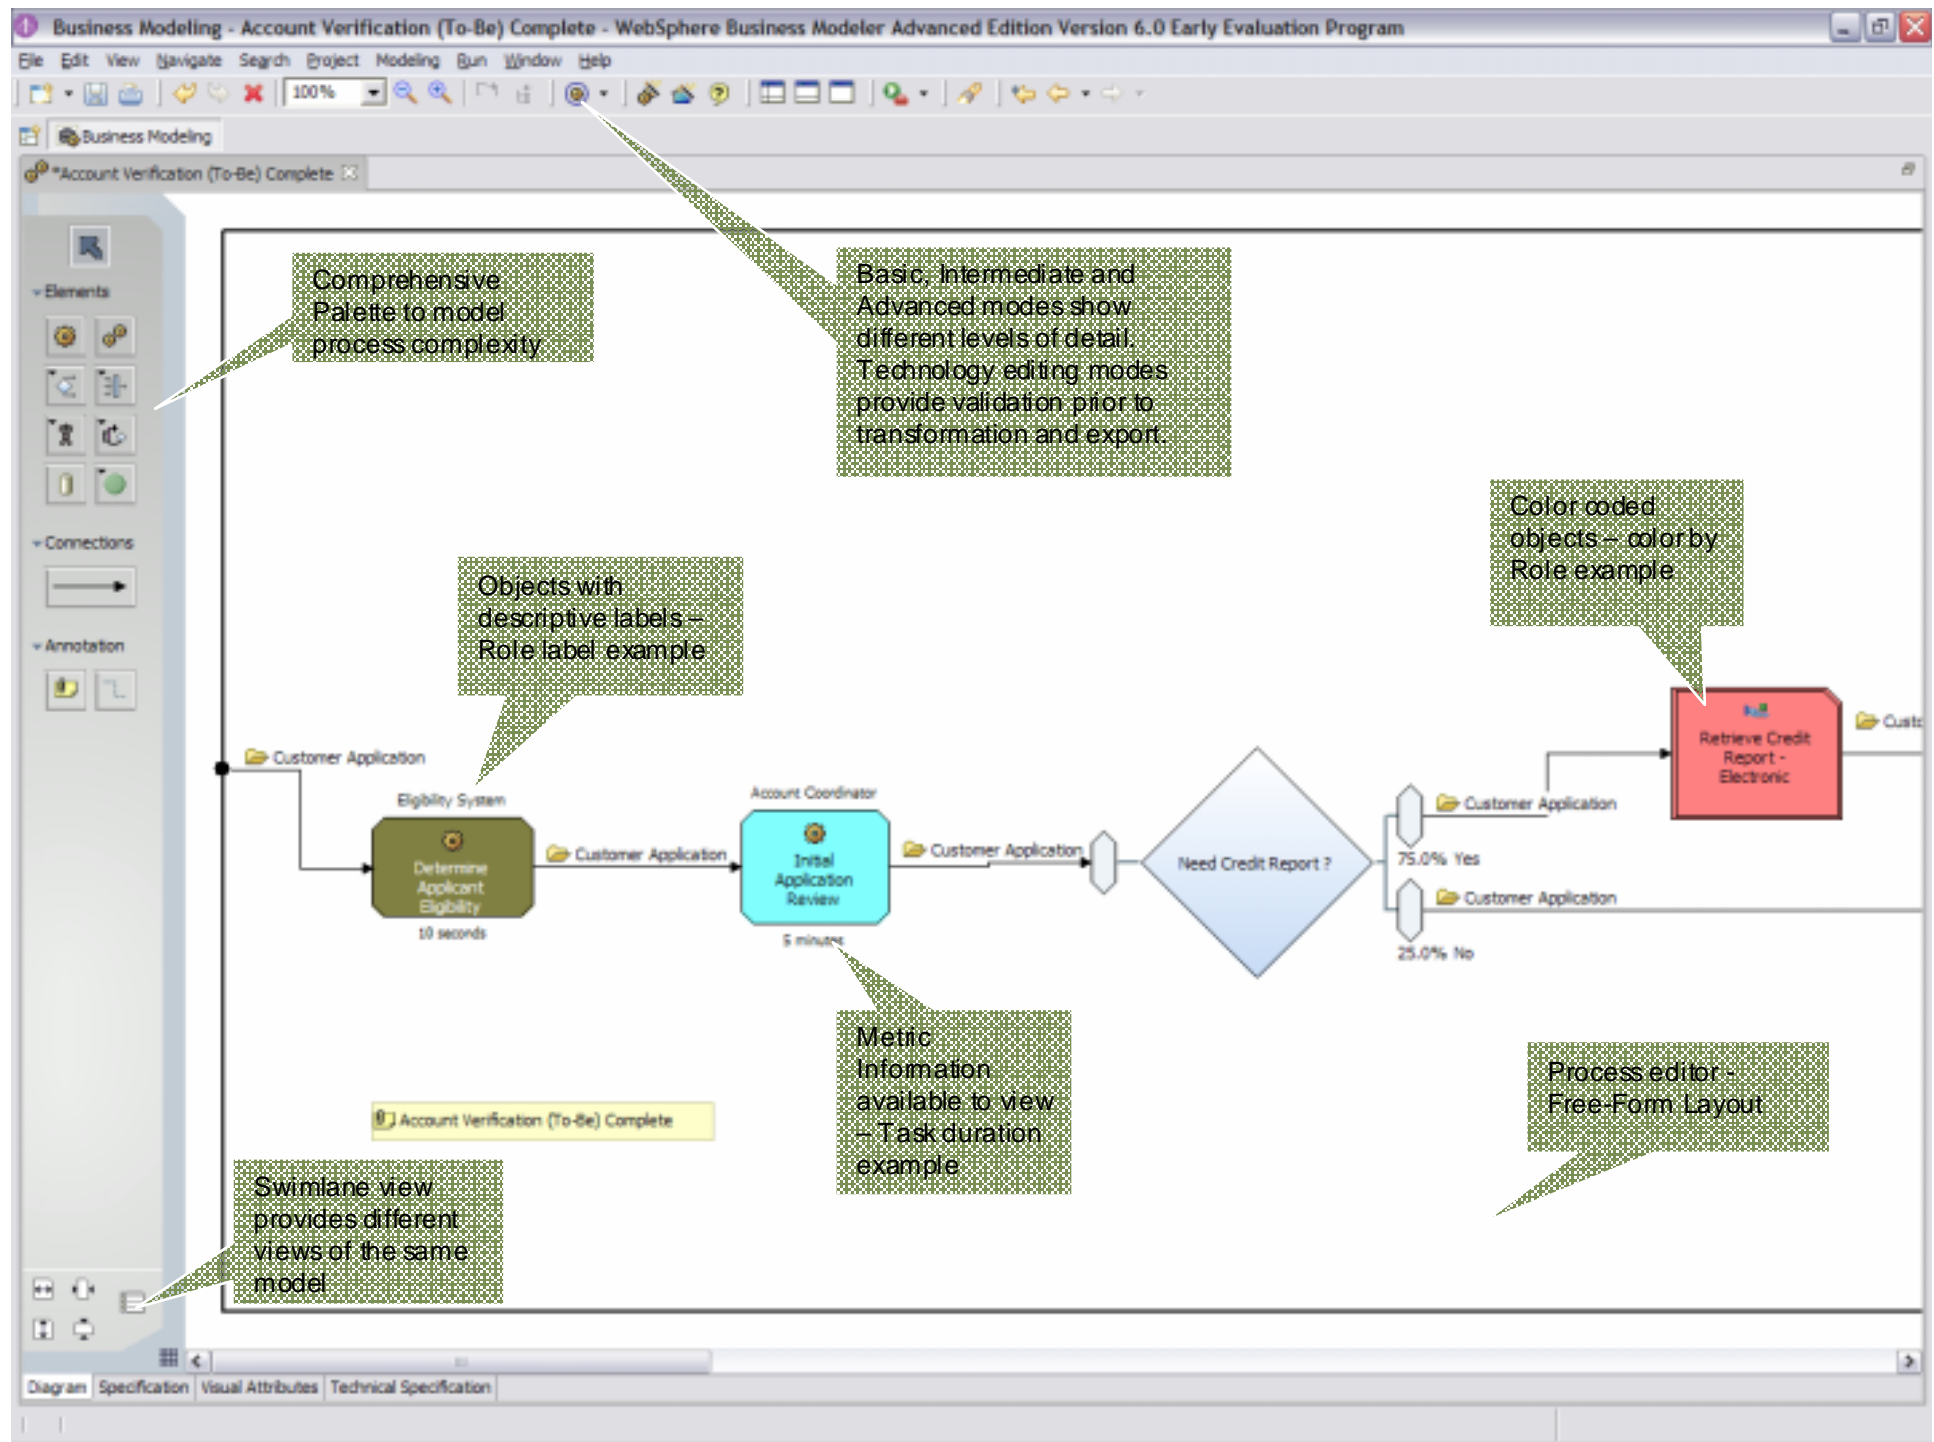 Business Modeling - Account Verification (To-Be) Complete - WebSphere Business Modeler Advanced Edition Version 6.0 Early Evaluation Program
File Edit View Navigate Search Project Modeling Run Window Help
100%
Business Modeling
*Account Verification (To-Be) Complete
Elements
Connections
Annotation
Comprehensive
Palette to model
process complexity
Basic, Intermediate and
Advanced modes show
different levels of detail.
Technology editing modes
provide validation prior to
transformation and export.
Color coded
objects – color by
Role example
Objects with
descriptive labels –
Role label example
Customer Application
Eligibility System
Determine
Applicant
Eligibility
10 seconds
Customer Application
Account Coordinator
Initial
Application
Review
5 minutes
Customer Application
Need Credit Report ?
Customer Application
75.0% Yes
Customer Application
25.0% No
Retrieve Credit
Report -
Electronic
Custo
Metric
Information
available to view
– Task duration
example
Process editor -
Free-Form Layout
Account Verification (To-Be) Complete
Swimlane view
provides different
views of the same
model
Diagram Specification Visual Attributes Technical Specification